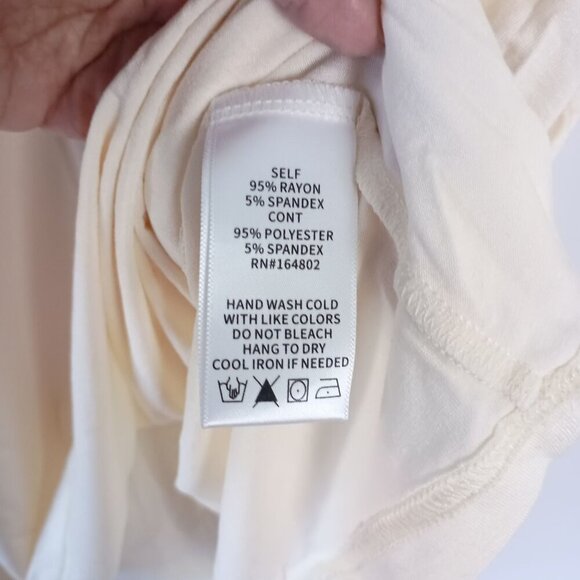 SELF
95% RAYON
5% SPANDEX
CONT
95% POLYESTER
5% SPANDEX
RN#164802
HAND WASH COLD
WITH LIKE COLORS
DO NOT BLEACH
HANG TO DRY
COOL IRON IF NEEDED